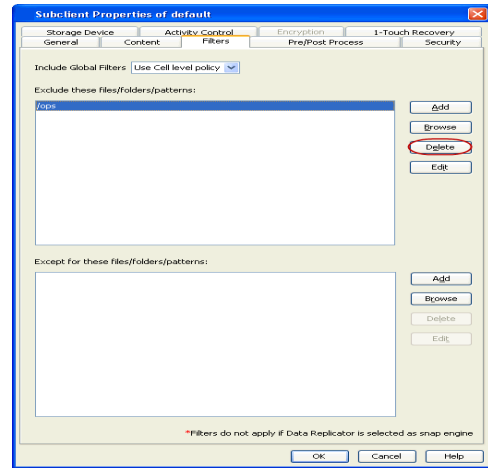 Subclient Properties of default
Storage Device Activity Control Encryption 1-Touch Recovery
General Content Filters Pre/Post Process Security
Include Global Filters Use Cell level policy
Exclude these files/folders/patterns:
/ops
Add
Browse
Delete
Edit
Except for these files/folders/patterns:
Add
Browse
Delete
Edit
*Filters do not apply if Data Replicator is selected as snap engine
OK Cancel Help